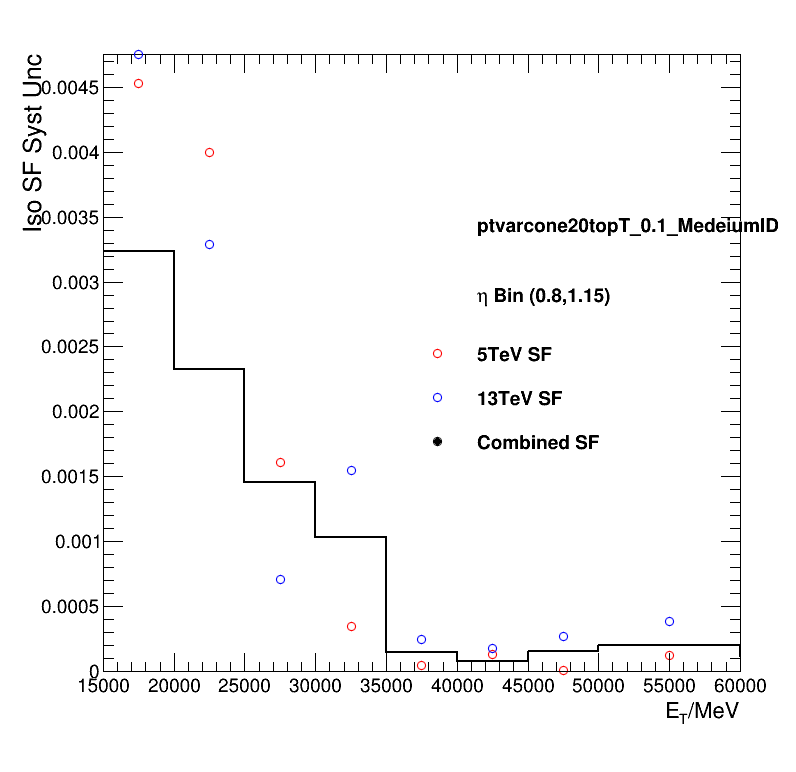 Iso SF Syst Unc
0.0045
0.004
0.0035
0.003
0.0025
0.002
0.0015
0.001
0.0005
0
ptvarcone20topT_0.1_MedeiumID
η Bin (0.8,1.15)
5TeV SF
13TeV SF
Combined SF
15000 20000 25000 30000 35000 40000 45000 50000 55000 60000
E_T/MeV